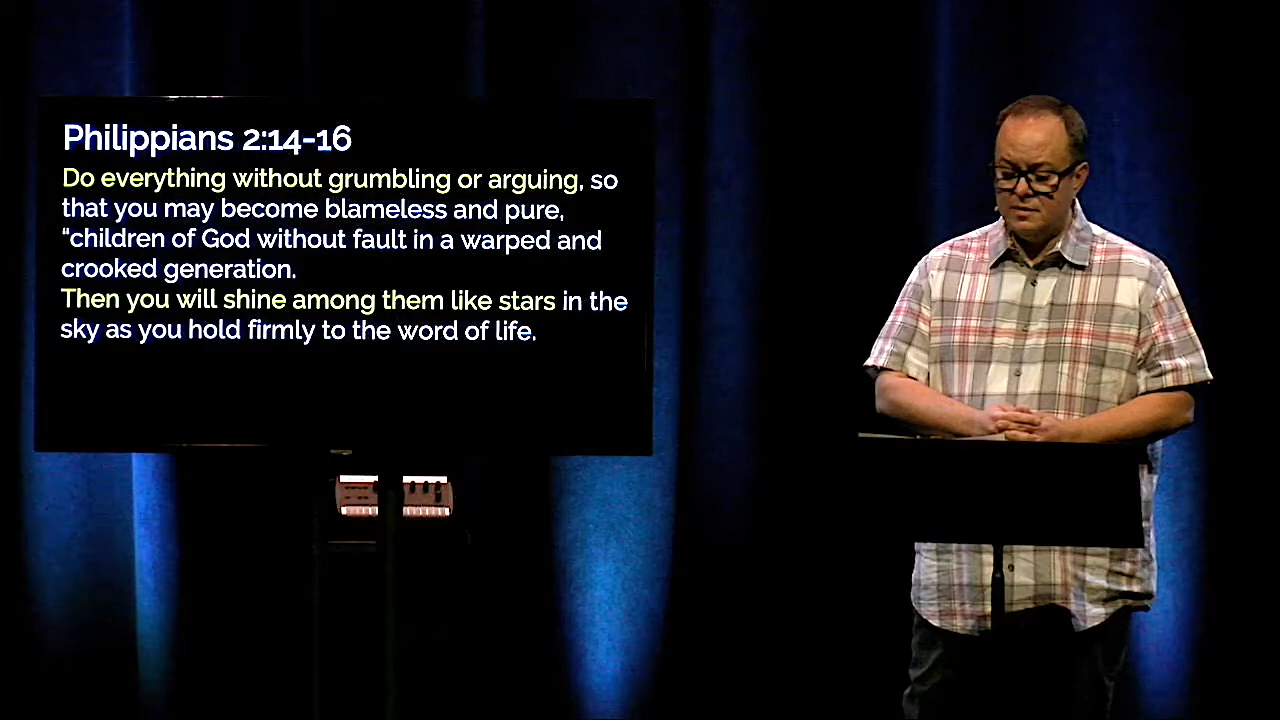 Philippians 2:14-16
Do everything without grumbling or arguing, so
that you may become blameless and pure,
“children of God without fault in a warped and
crooked generation.
Then you will shine among them like stars in the
sky as you hold firmly to the word of life.